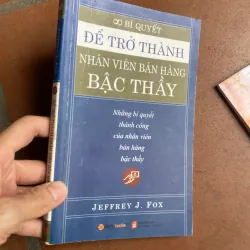 ∞ BÍ QUYẾT
ĐỂ TRỞ THÀNH
NHÂN VIÊN BÁN HÀNG
BẬC THẦY
Những bí quyết
thành công
của nhân viên
bán hàng
bậc thầy
JEFFREY J. FOX